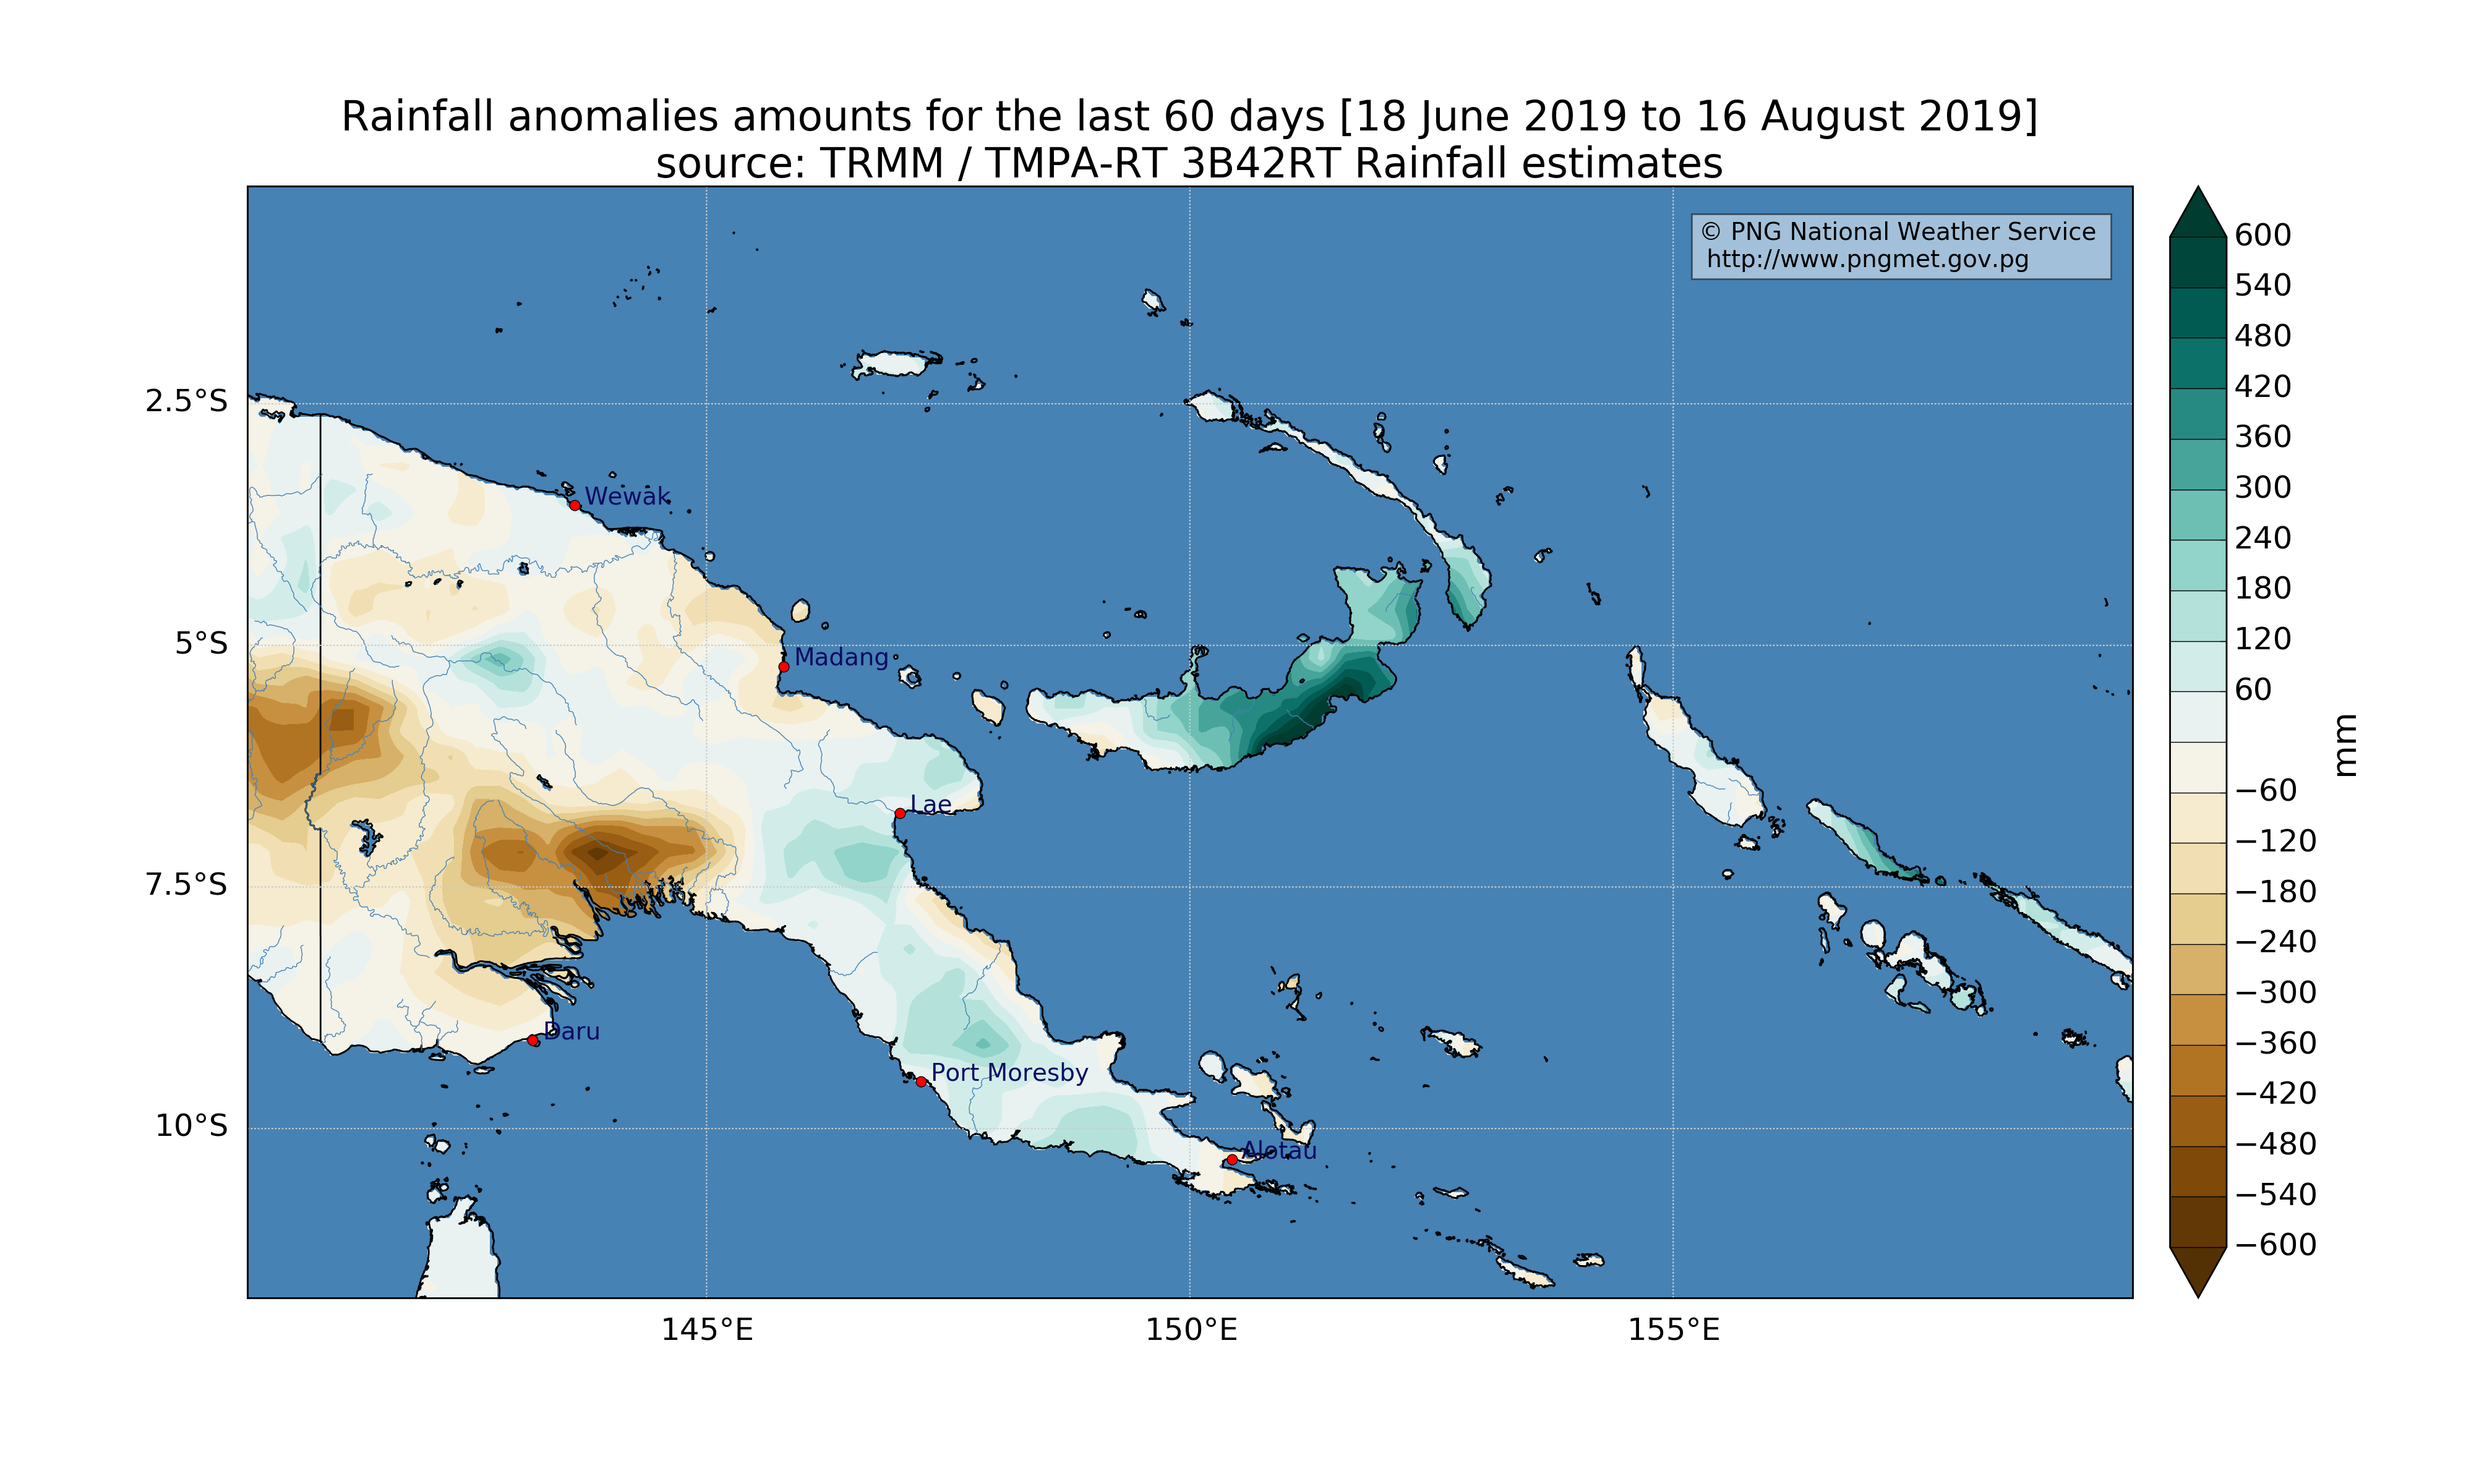 Rainfall anomalies amounts for the last 60 days [18 June 2019 to 16 August 2019]
source: TRMM / TMPA-RT 3B42RT Rainfall estimates
© PNG National Weather Service
http://www.pngmet.gov.pg
600
540
480
420
360
300
240
180
120
60
−60
−120
−180
−240
−300
−360
−420
−480
−540
−600
mm
2.5°S
5°S
7.5°S
10°S
Wewak
Madang
Lae
Daru
Port Moresby
Alotau
145°E
150°E
155°E